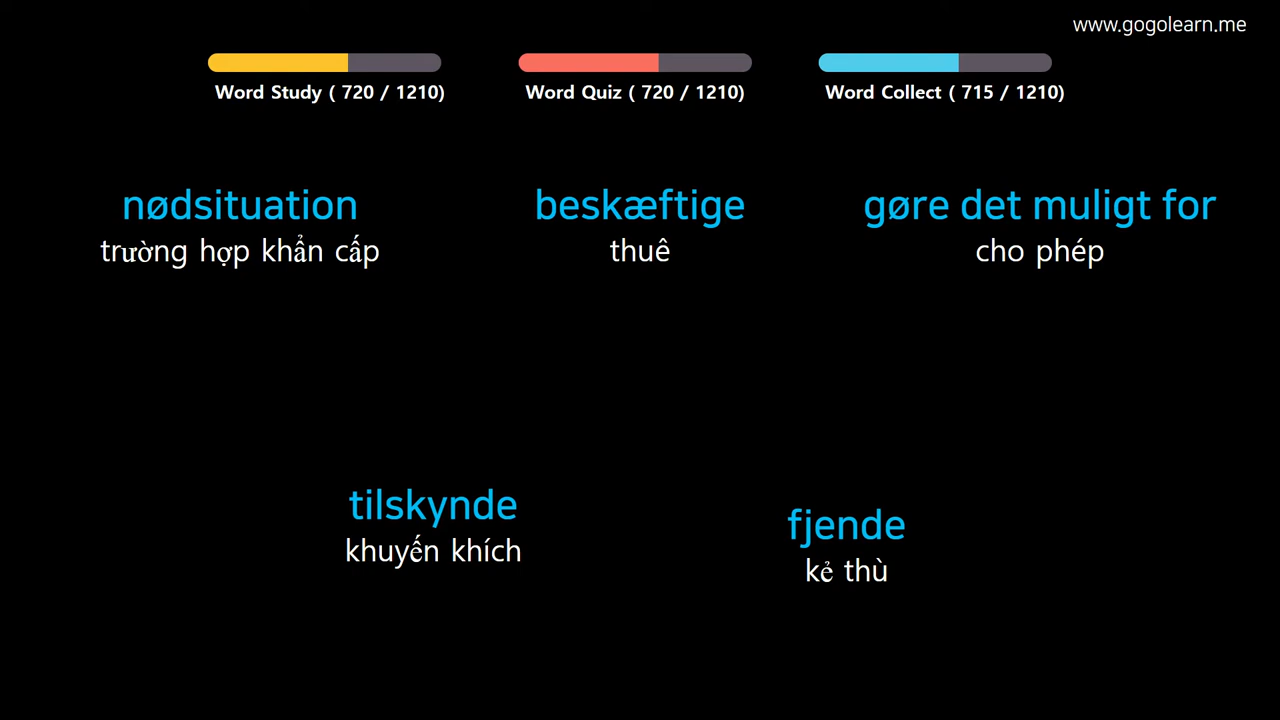 www.gogolearn.me
Word Study ( 720 / 1210)
Word Quiz ( 720 / 1210)
Word Collect ( 715 / 1210)
nødsituation
trường hợp khẩn cấp
beskæftige
thuê
gøre det muligt for
cho phép
tilskynde
khuyến khích
fjende
kẻ thù